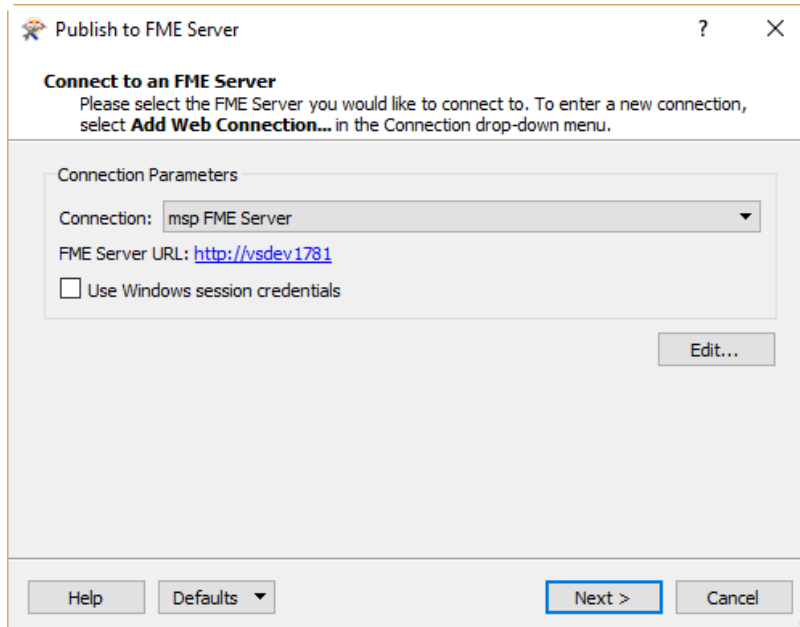 Publish to FME Server
?
Connect to an FME Server
Please select the FME Server you would like to connect to. To enter a new connection,
select Add Web Connection... in the Connection drop-down menu.
Connection Parameters
Connection: msp FME Server
FME Server URL: http://vsdev1781
Use Windows session credentials
Edit...
Help Defaults Next > Cancel